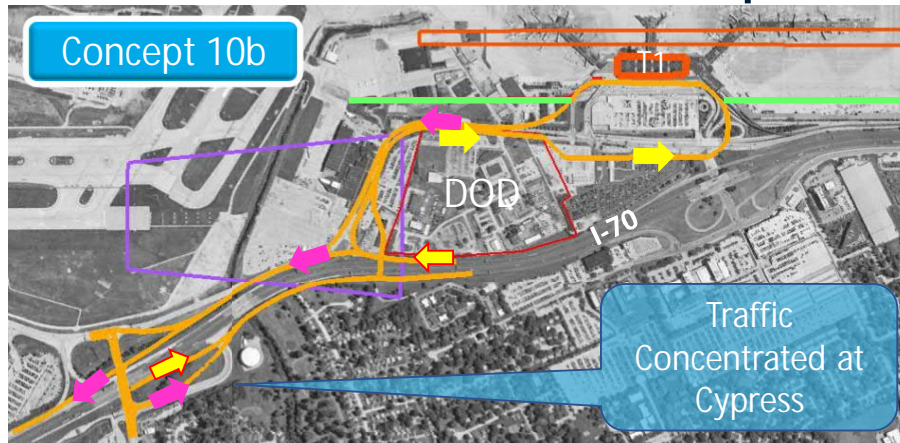 Concept 10b
T1
DOD
I-70
Traffic
Concentrated at
Cypress